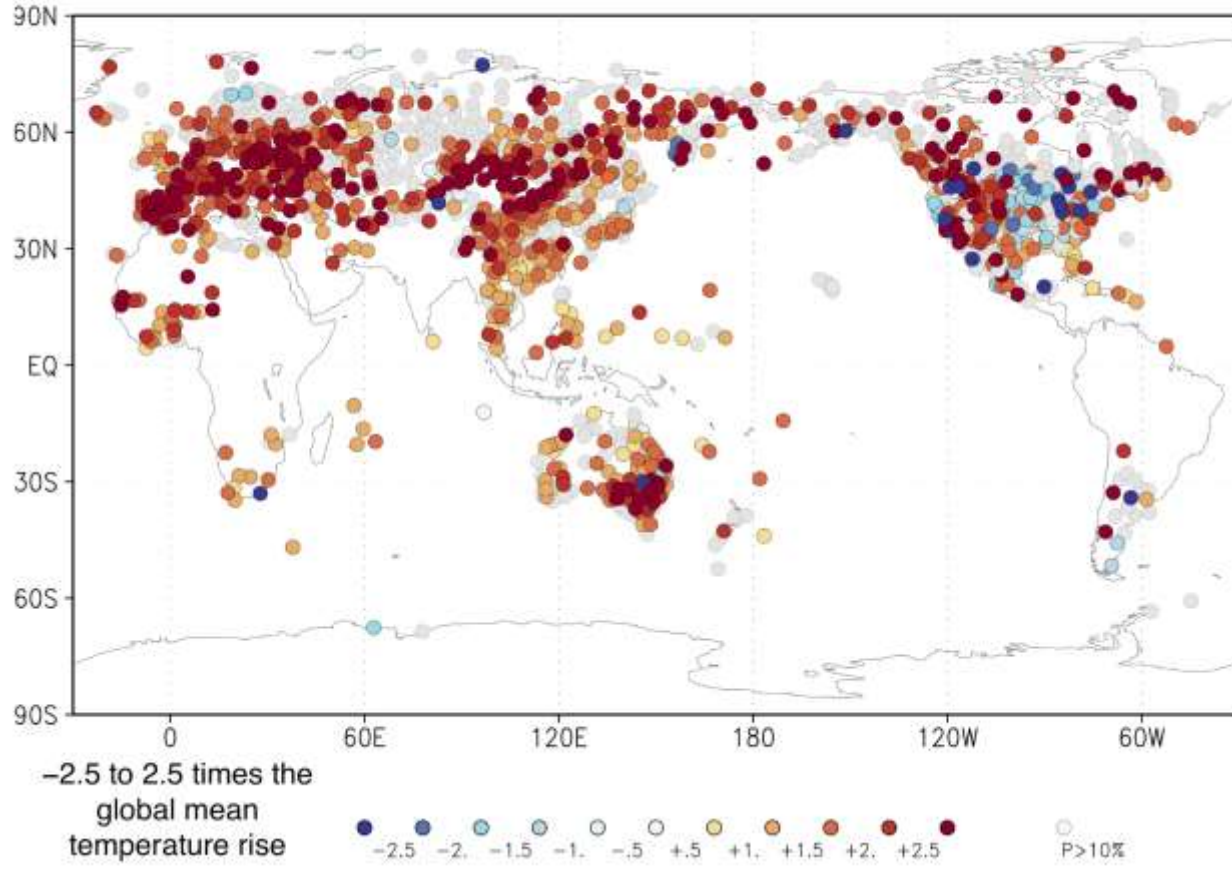 90N
60N
30N
EQ
30S
60S
90S
0 60E 120E 180 120W 60W
−2.5 to 2.5 times the
global mean
temperature rise
−2.5 −2. −1.5 −1. −.5 +.5 +1. +1.5 +2. +2.5 P>10%